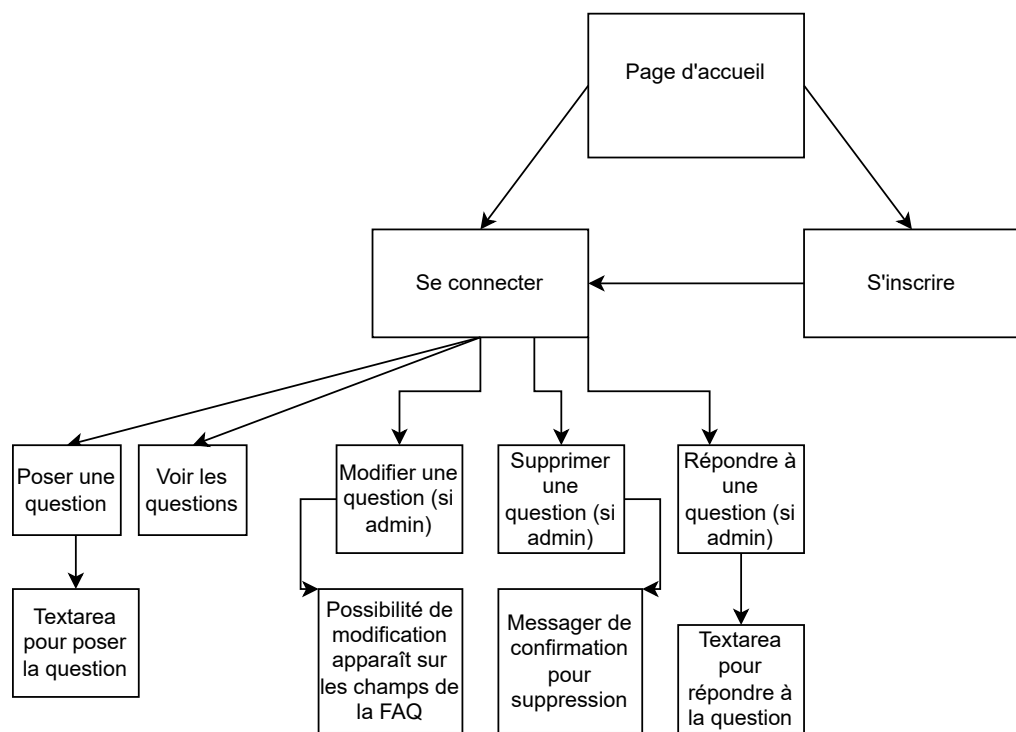 Page d'accueil
Se connecter
S'inscrire
Poser une
question
Voir les
questions
Modifier une
question (si
admin)
Supprimer
une
question (si
admin)
Répondre à
une
question (si
admin)
Textarea
pour poser
la question
Possibilité de
modification
apparaît sur
les champs de
la FAQ
Messager de
confirmation
pour
suppression
Textarea
pour
répondre à
la question